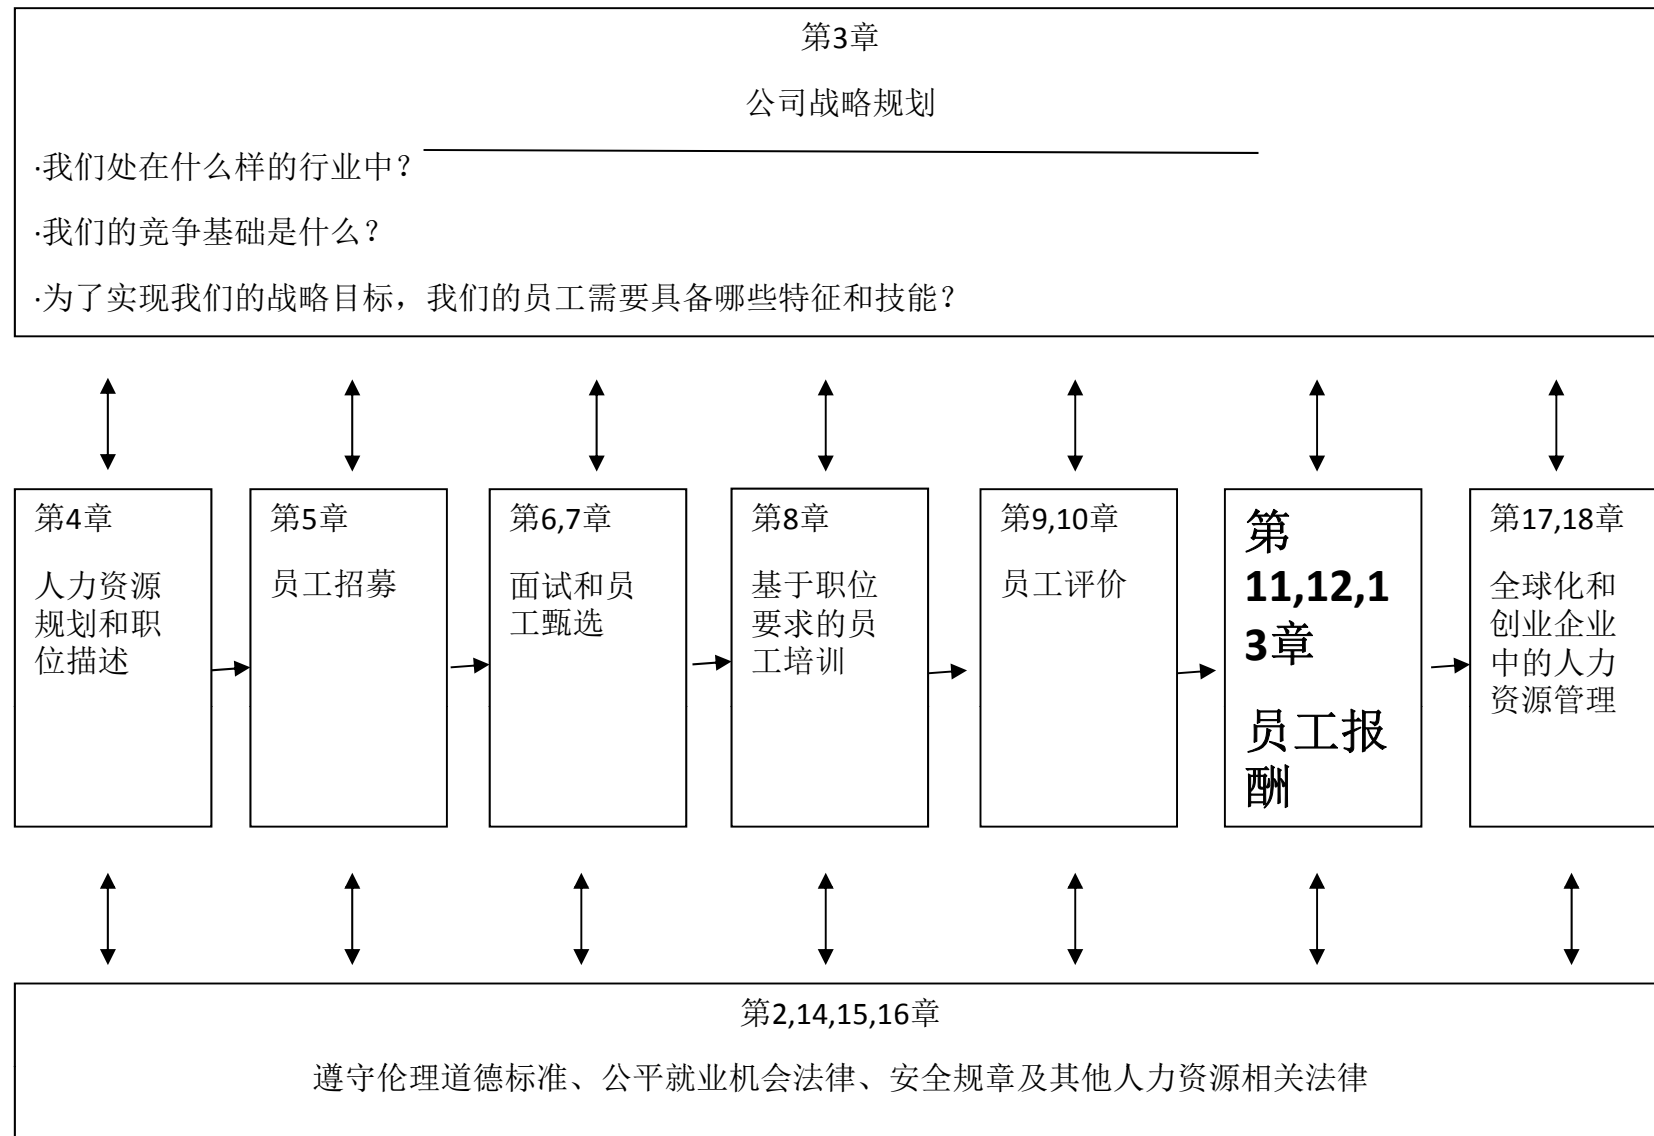 第3章
公司战略规划
·我们处在什么样的行业中？
·我们的竞争基础是什么？
·为了实现我们的战略目标，我们的员工需要具备哪些特征和技能？
第4章
人力资源
规划和职
位描述
第5章
员工招募
第6,7章
面试和员
工甄选
第8章
基于职位
要求的员
工培训
第9,10章
员工评价
第
11,12,1
3章
员工报
酬
第17,18章
全球化和
创业企业
中的人力
资源管理
第2,14,15,16章
遵守伦理道德标准、公平就业机会法律、安全规章及其他人力资源相关法律